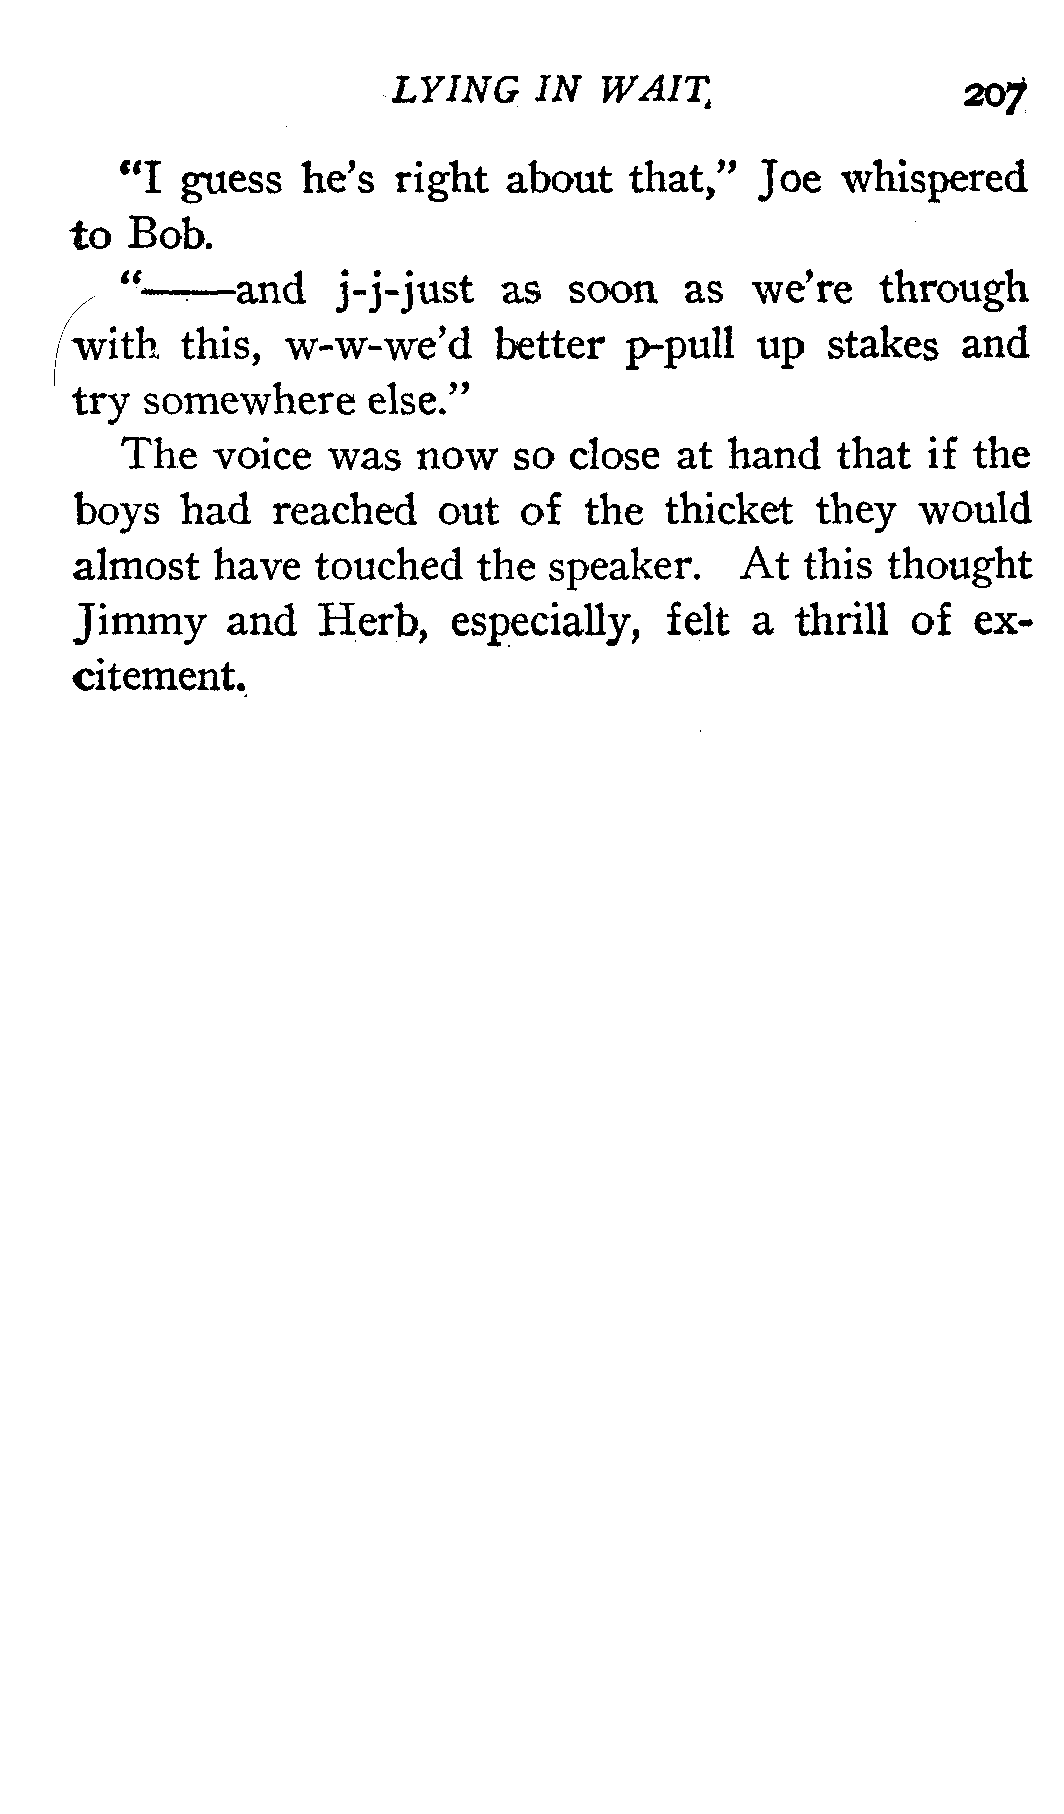 LYING IN WAIT 207
“I guess he’s right about that,” Joe whispered
to Bob.
“——and j-j-just as soon as we’re through
with this, w-w-we’d better p-pull up stakes and
try somewhere else.”
The voice was now so close at hand that if the
boys had reached out of the thicket they would
almost have touched the speaker. At this thought
Jimmy and Herb, especially, felt a thrill of ex-
citement.